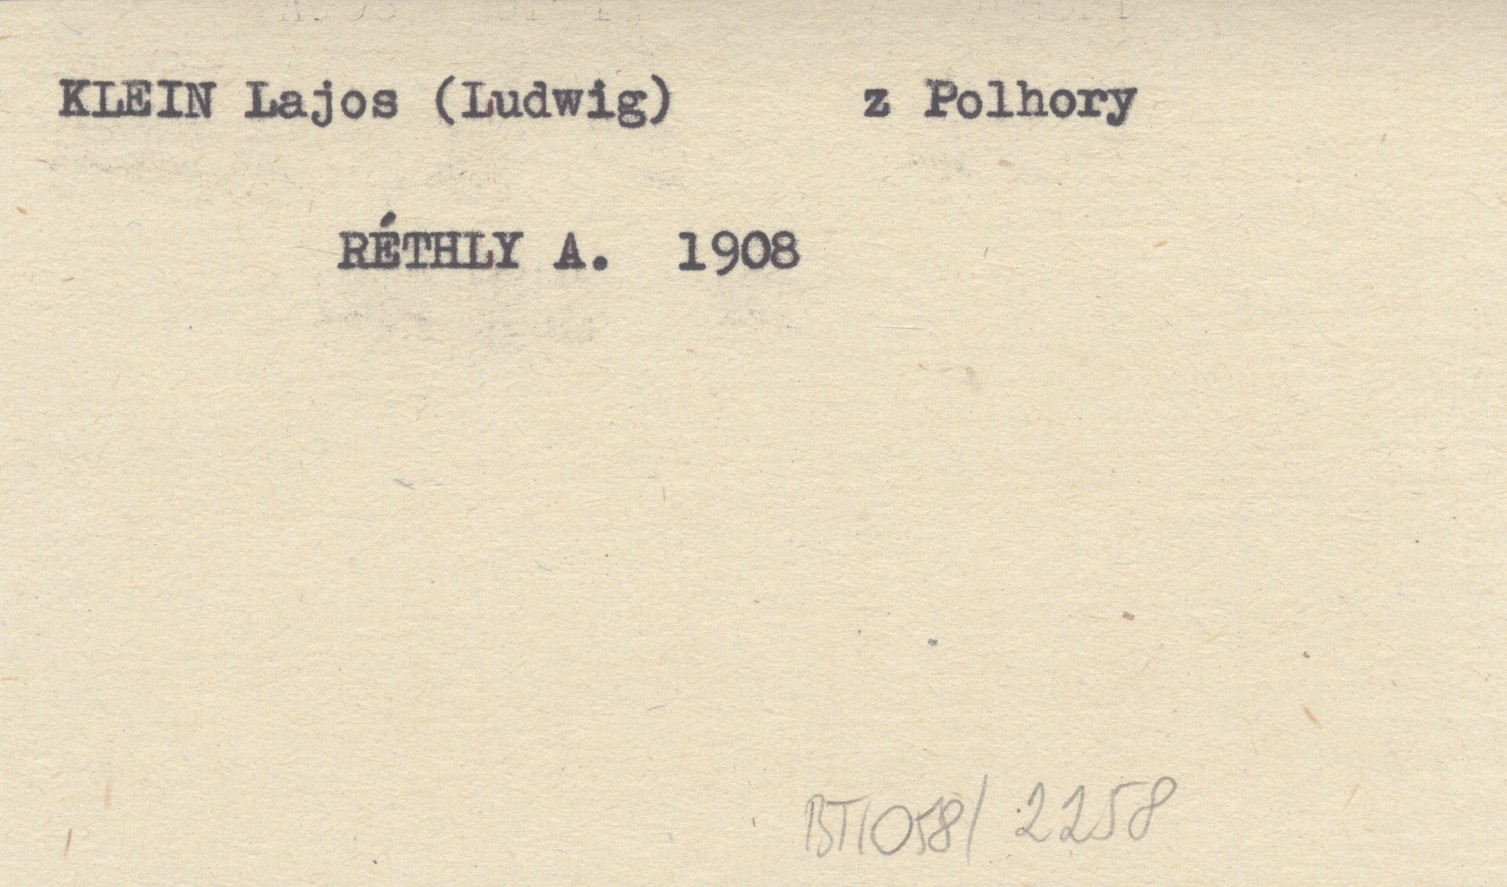 KLEIN Lajos (Ludwig) z Polhory
RÉTHLY A. 1908
BT1058/ 2258